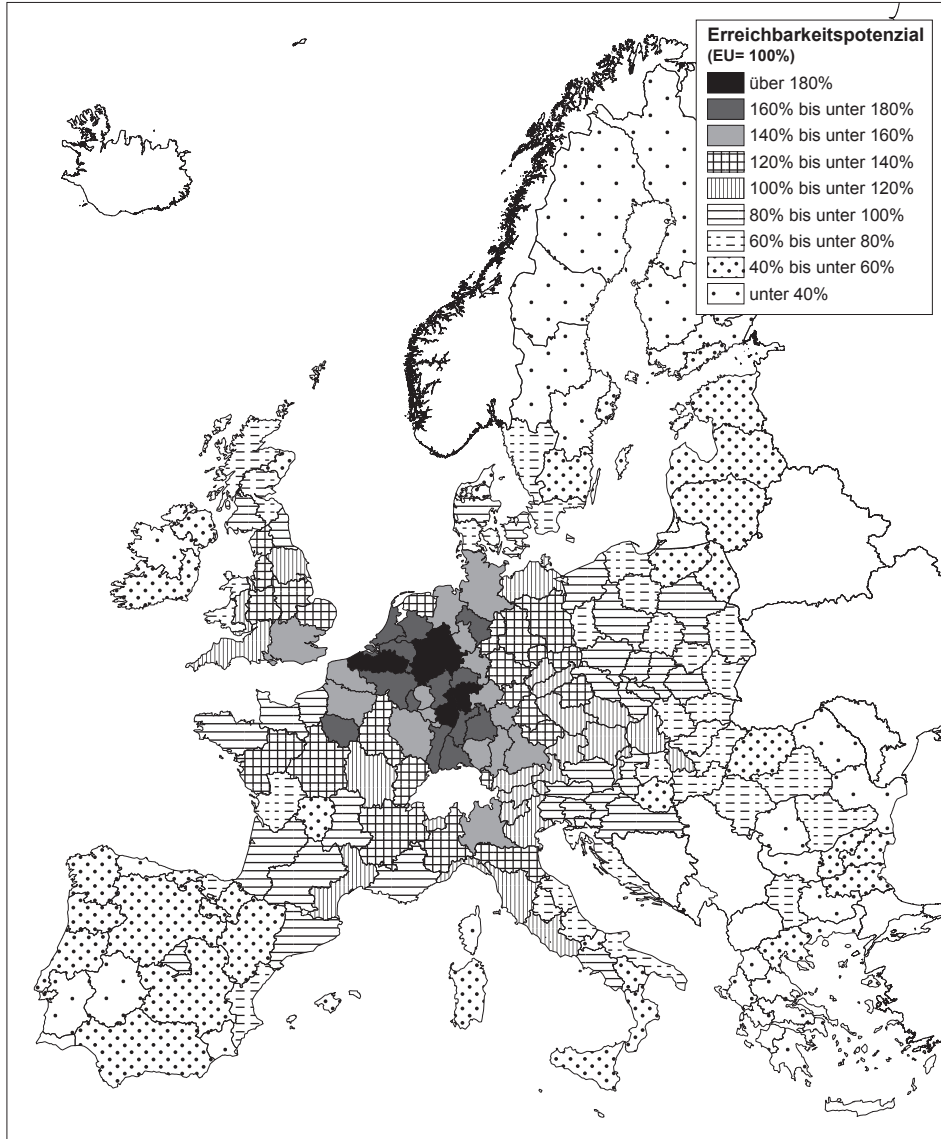 Erreichbarkeitspotenzial
(EU= 100%)
über 180%
160% bis unter 180%
140% bis unter 160%
120% bis unter 140%
100% bis unter 120%
80% bis unter 100%
60% bis unter 80%
40% bis unter 60%
unter 40%